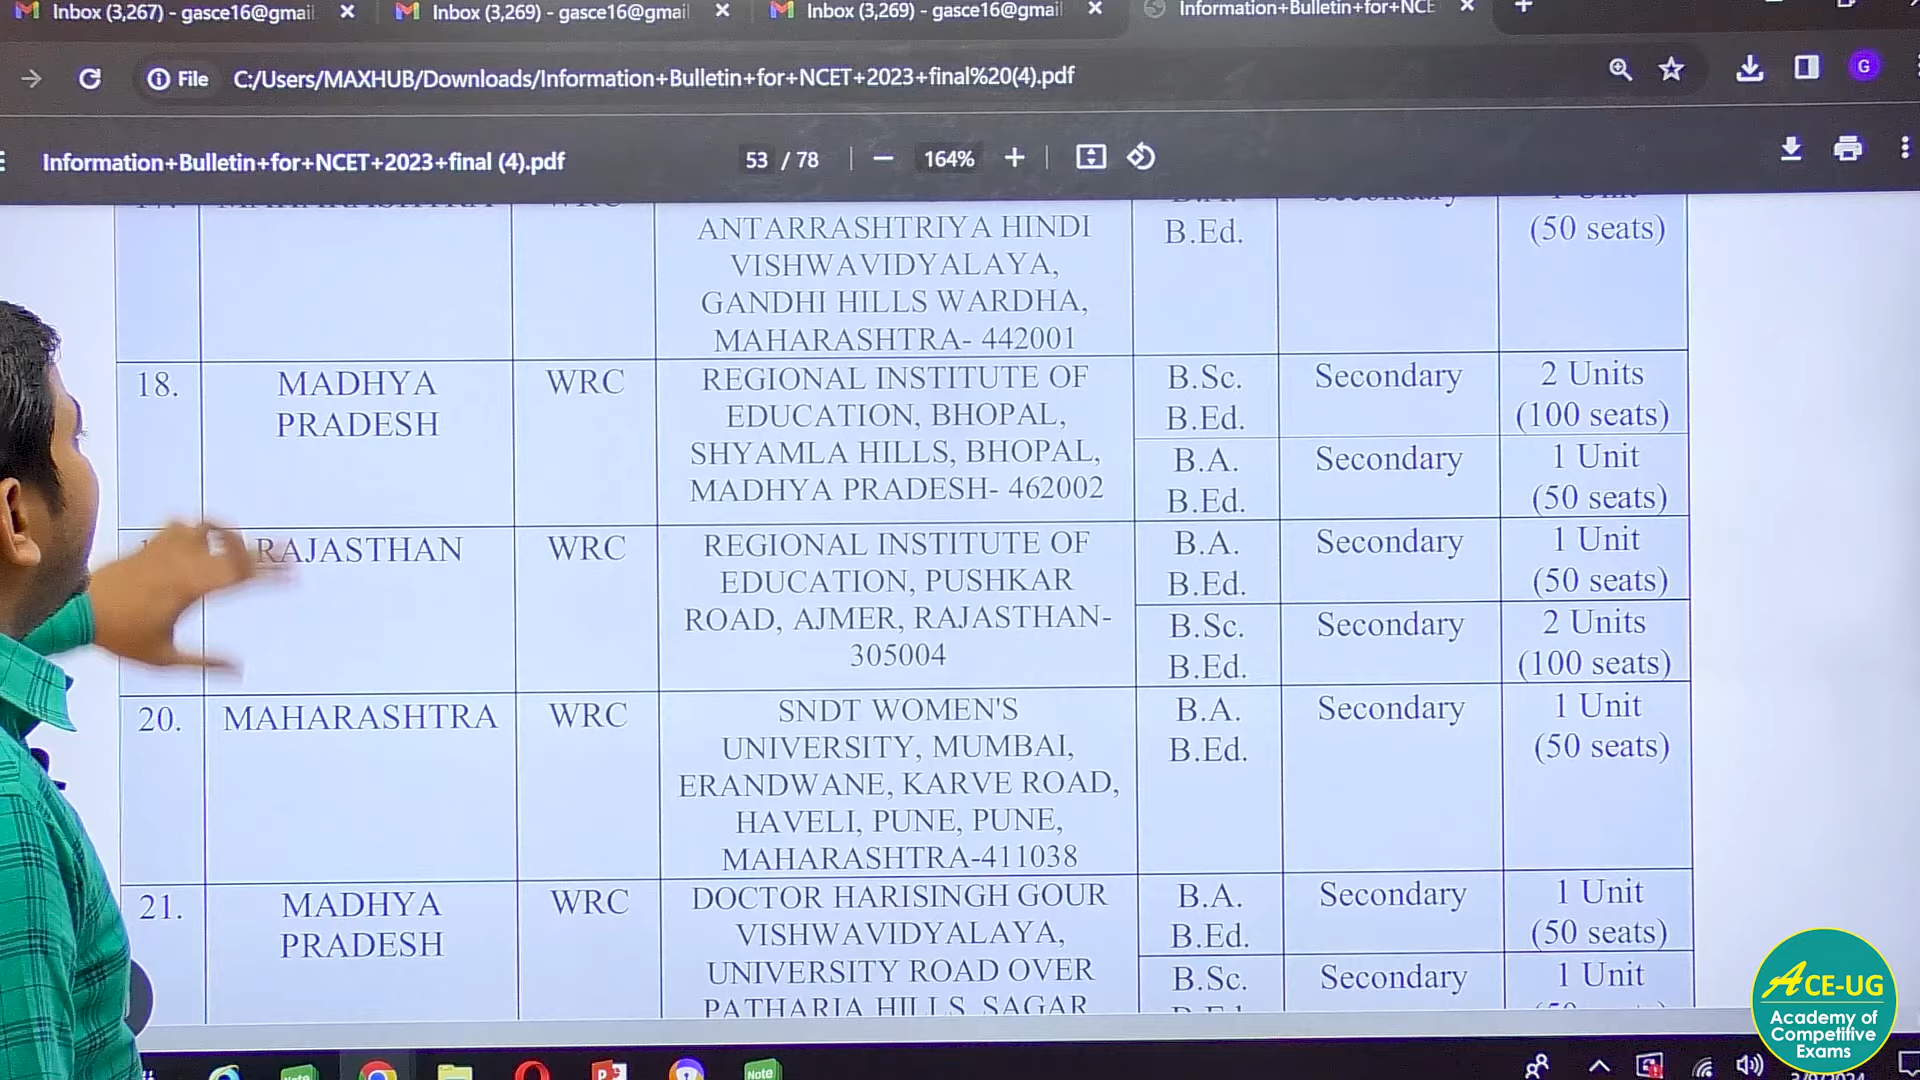 Inbox (3,267) - gasce16@gmail
Inbox (3,269) - gasce16@gmail
Inbox (3,269) - gasce16@gmail
Information+Bulletin+for+NCE
File
C:/Users/MAXHUB/Downloads/Information+Bulletin+for+NCET+2023+final%20(4).pdf
G
Information+Bulletin+for+NCET+2023+final (4).pdf
53 / 78
164%
ANTARRASHTRIYA HINDI
VISHWAVIDYALAYA,
GANDHI HILLS WARDHA,
MAHARASHTRA- 442001
B.Ed.
(50 seats)
18.
MADHYA
PRADESH
WRC
REGIONAL INSTITUTE OF
EDUCATION, BHOPAL,
SHYAMLA HILLS, BHOPAL,
MADHYA PRADESH- 462002
B.Sc.
B.Ed.
Secondary
2 Units
(100 seats)
B.A.
B.Ed.
Secondary
1 Unit
(50 seats)
RAJASTHAN
WRC
REGIONAL INSTITUTE OF
EDUCATION, PUSHKAR
ROAD, AJMER, RAJASTHAN-
305004
B.A.
B.Ed.
Secondary
1 Unit
(50 seats)
B.Sc.
B.Ed.
Secondary
2 Units
(100 seats)
20.
MAHARASHTRA
WRC
SNDT WOMEN'S
UNIVERSITY, MUMBAI,
ERANDWANE, KARVE ROAD,
HAVELI, PUNE, PUNE,
MAHARASHTRA-411038
B.A.
B.Ed.
Secondary
1 Unit
(50 seats)
21.
MADHYA
PRADESH
WRC
DOCTOR HARISINGH GOUR
VISHWAVIDYALAYA,
UNIVERSITY ROAD OVER
PATHARIA HILLS, SAGAR
B.A.
B.Ed.
Secondary
1 Unit
(50 seats)
B.Sc.
Secondary
1 Unit
Note
Note
ACE-UG
Academy of
Competitive
Exams